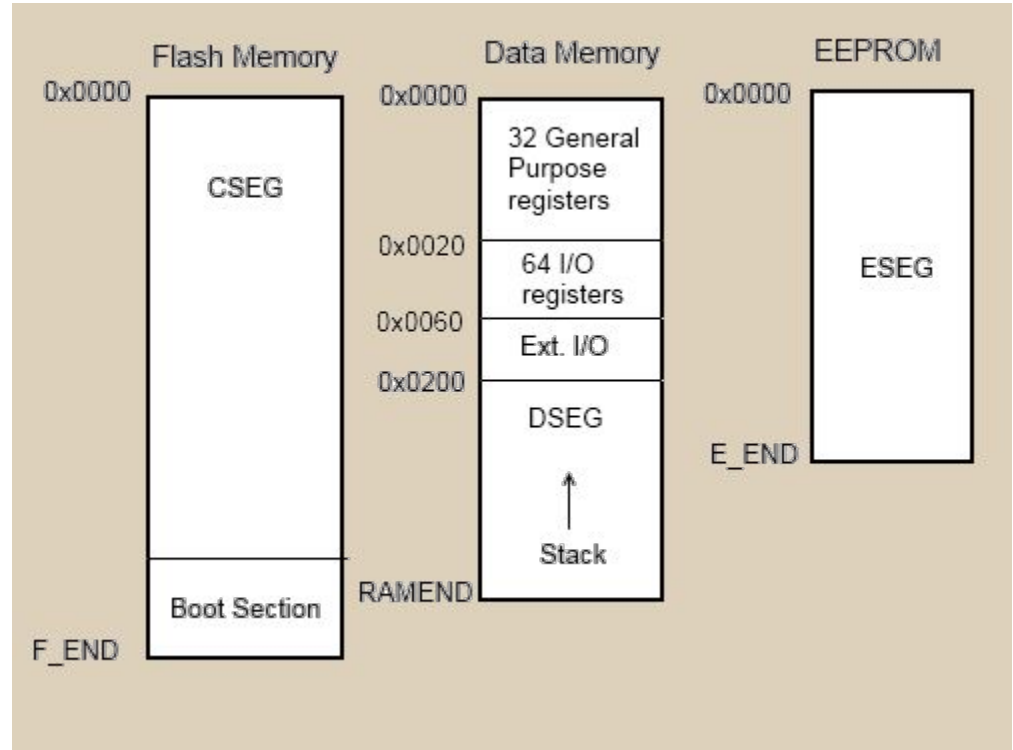 Flash Memory
0x0000
CSEG
Boot Section
F_END
Data Memory
0x0000
32 General
Purpose
registers
0x0020
64 I/O
registers
0x0060
Ext. I/O
0x0200
DSEG
Stack
RAMEND
EEPROM
0x0000
ESEG
E_END